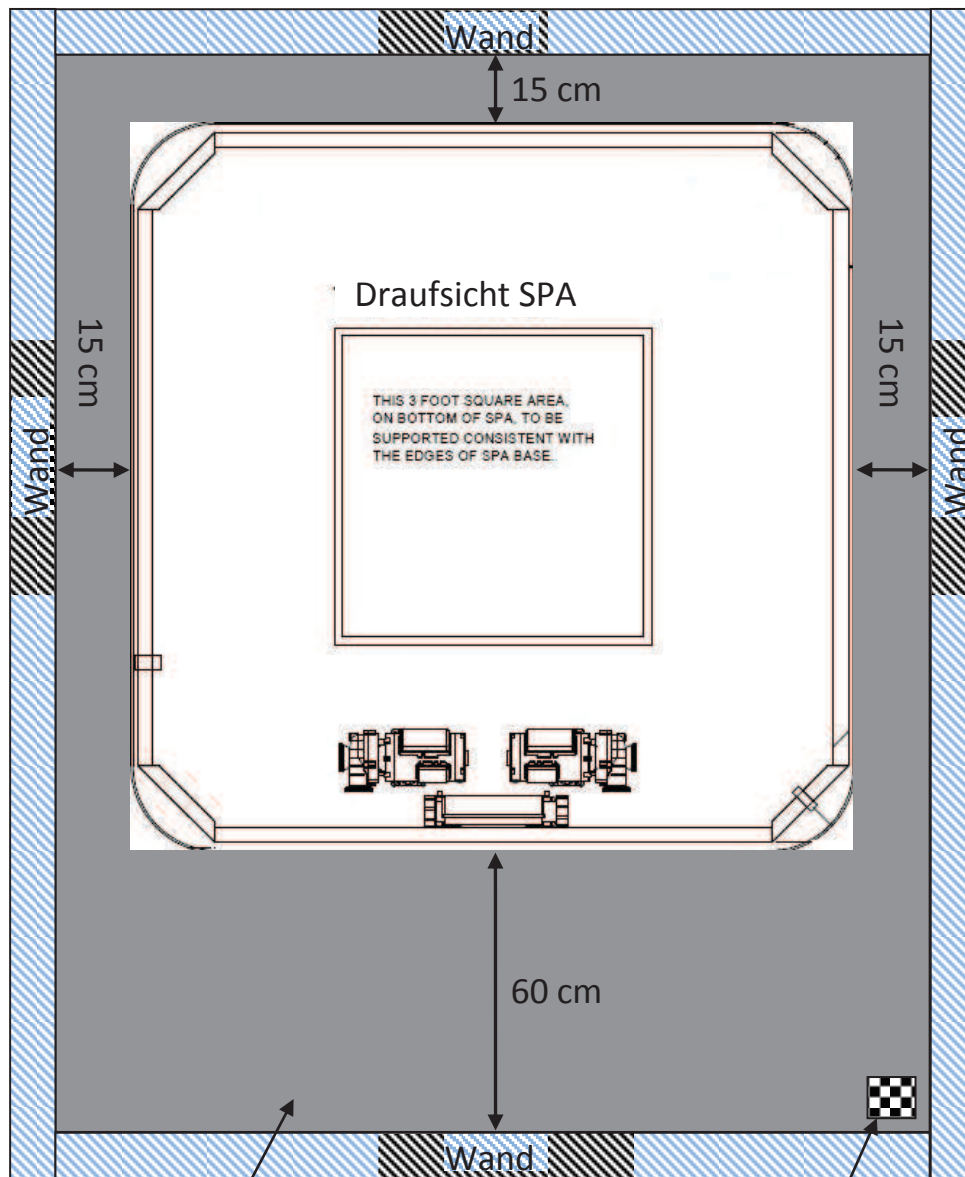 Wand
15 cm
Draufsicht SPA
15 cm
15 cm
THIS 3 FOOT SQUARE AREA,
ON BOTTOM OF SPA, TO BE
SUPPORTED CONSISTENT WITH
THE EDGES OF SPA BASE.
Wand
Wand
60 cm
Wand